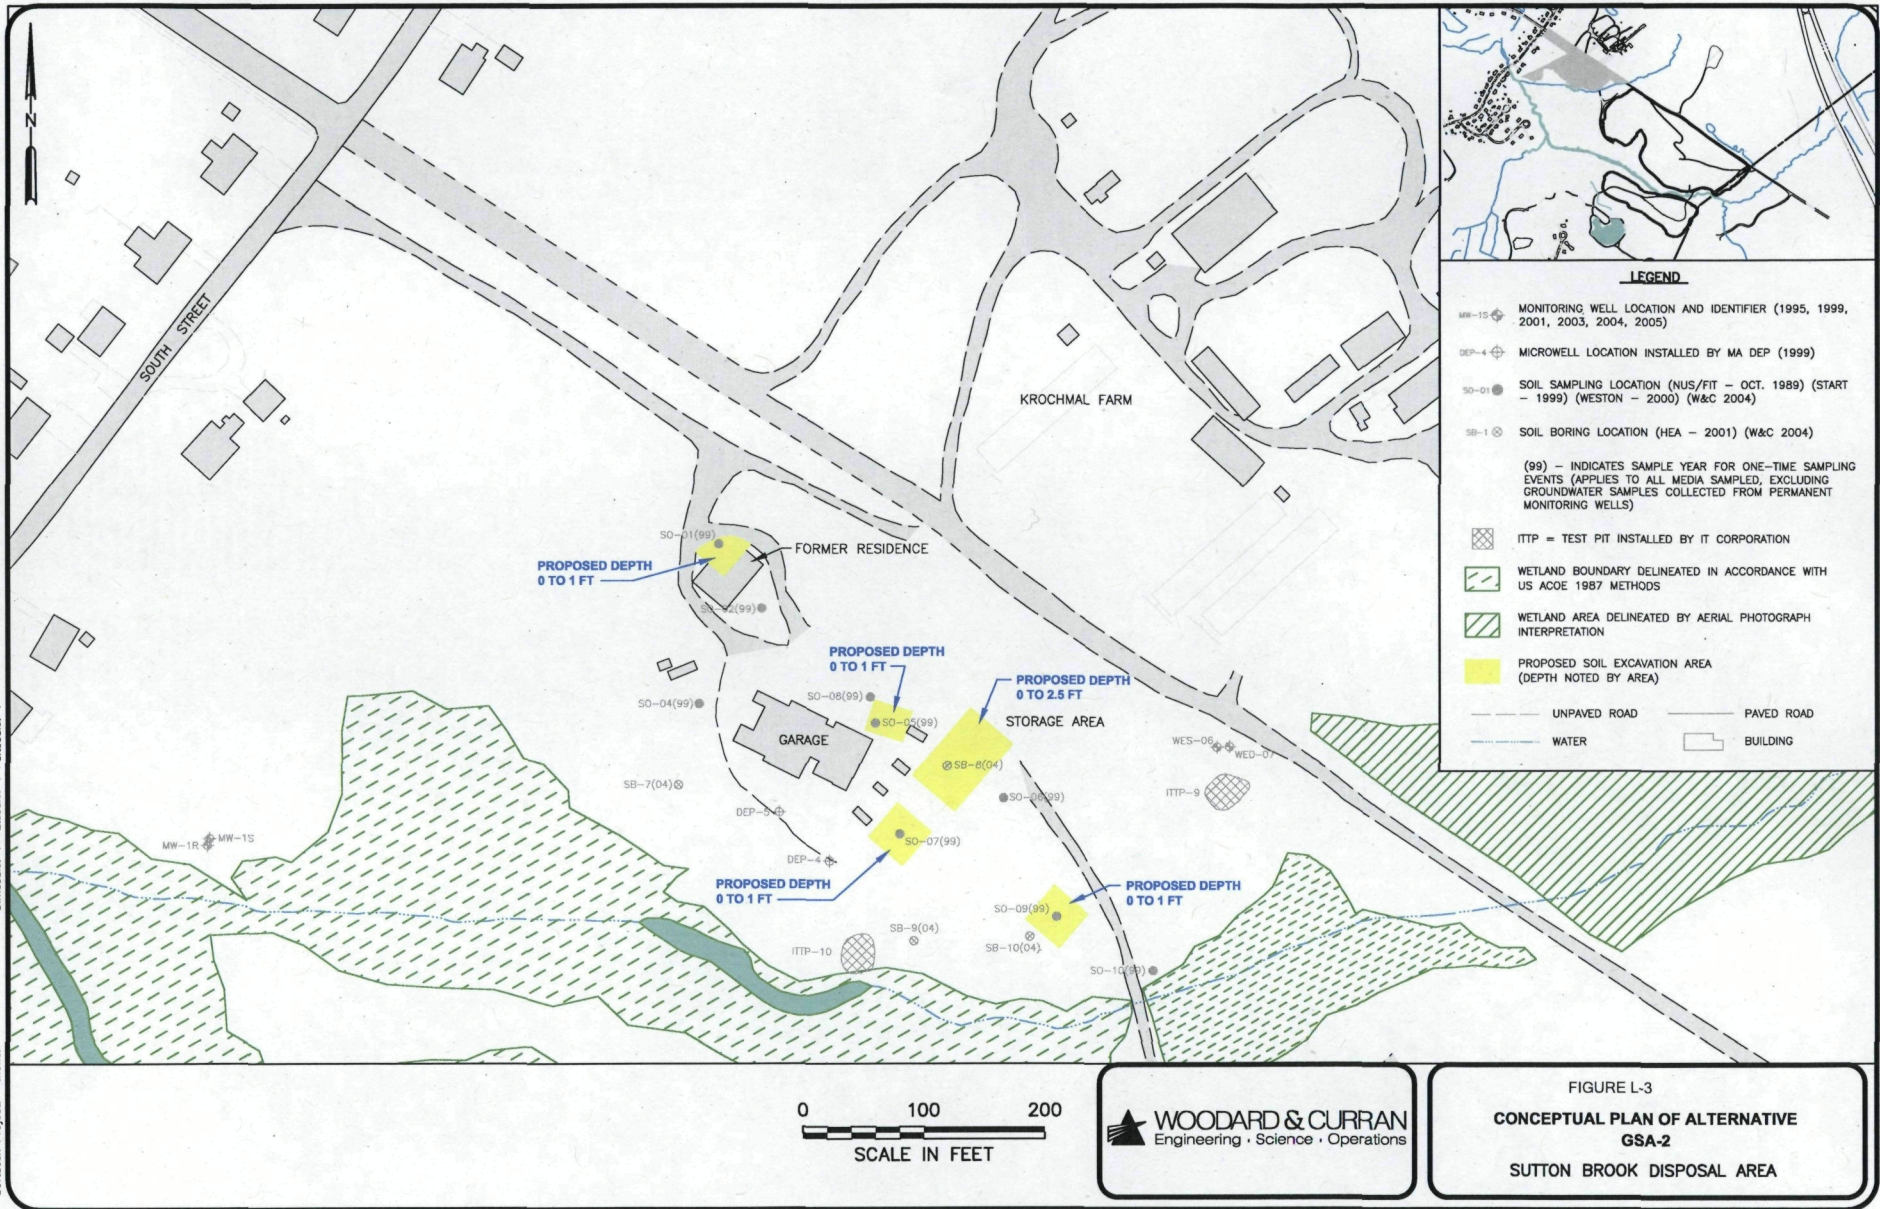 N
SOUTH STREET
KROCHMAL FARM
SO-01(99)
FORMER RESIDENCE
PROPOSED DEPTH
0 TO 1 FT
SO-02(99)
PROPOSED DEPTH
0 TO 1 FT
PROPOSED DEPTH
0 TO 2.5 FT
SO-04(99)
SO-08(99)
SO-05(99)
STORAGE AREA
GARAGE
SB-8(04)
SB-7(04)
SO-06(99)
WES-06
WED-07
ITTP-9
DEP-5
SO-07(99)
DEP-4
MW-1S
MW-1R
PROPOSED DEPTH
0 TO 1 FT
PROPOSED DEPTH
0 TO 1 FT
SO-09(99)
SB-9(04)
SB-10(04)
ITTP-10
SO-10(99)
LEGEND
MW-1S
MONITORING WELL LOCATION AND IDENTIFIER (1995, 1999,
2001, 2003, 2004, 2005)
DEP-4
MICROWELL LOCATION INSTALLED BY MA DEP (1999)
SO-01
SOIL SAMPLING LOCATION (NUS/FIT - OCT. 1989) (START
- 1999) (WESTON - 2000) (W&C 2004)
SB-1
SOIL BORING LOCATION (HEA - 2001) (W&C 2004)
(99) - INDICATES SAMPLE YEAR FOR ONE-TIME SAMPLING
EVENTS (APPLIES TO ALL MEDIA SAMPLED, EXCLUDING
GROUNDWATER SAMPLES COLLECTED FROM PERMANENT
MONITORING WELLS)
ITTP = TEST PIT INSTALLED BY IT CORPORATION
WETLAND BOUNDARY DELINEATED IN ACCORDANCE WITH
US ACOE 1987 METHODS
WETLAND AREA DELINEATED BY AERIAL PHOTOGRAPH
INTERPRETATION
PROPOSED SOIL EXCAVATION AREA
(DEPTH NOTED BY AREA)
UNPAVED ROAD
PAVED ROAD
WATER
BUILDING
0 100 200
SCALE IN FEET
WOODARD & CURRAN
Engineering · Science · Operations
FIGURE L-3
CONCEPTUAL PLAN OF ALTERNATIVE
GSA-2
SUTTON BROOK DISPOSAL AREA